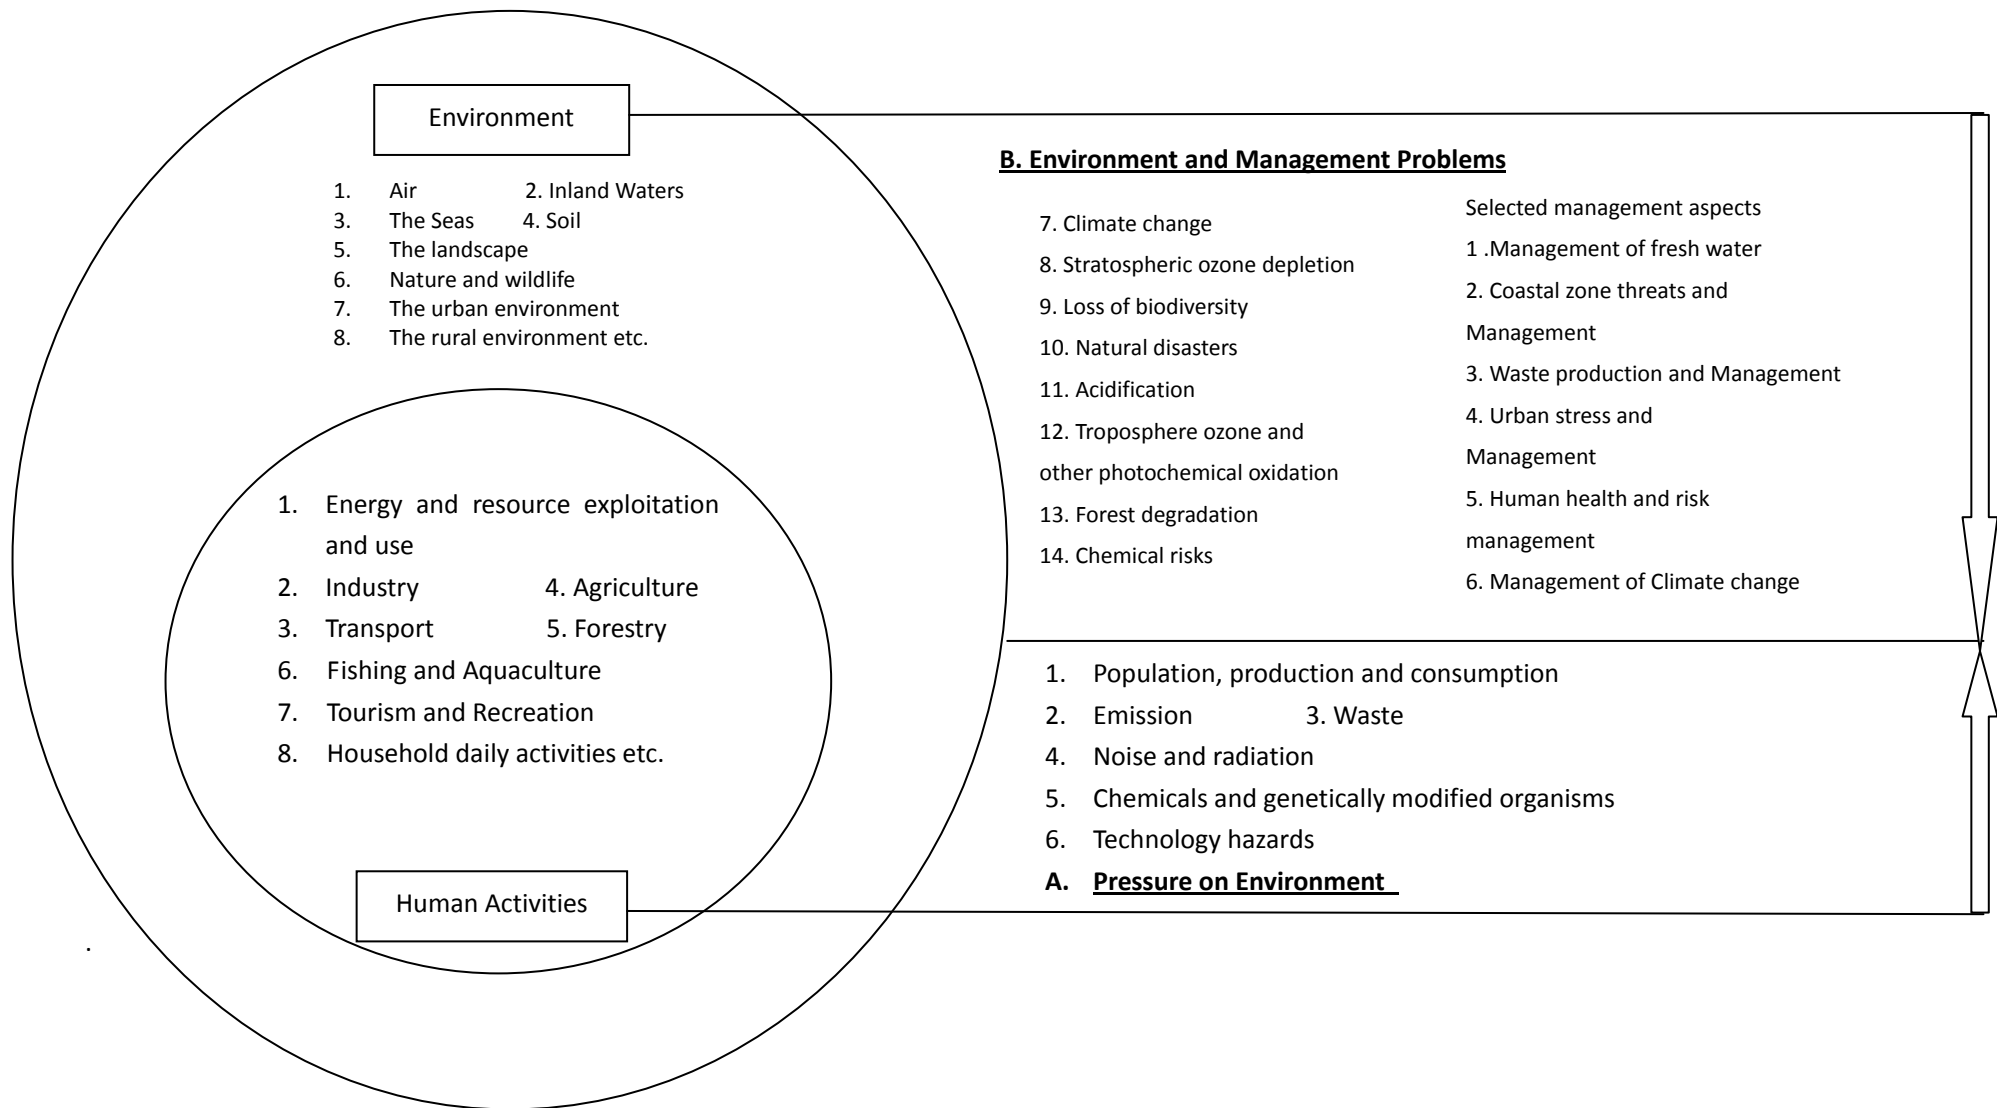 Environment
1. Air 2. Inland Waters
3. The Seas 4. Soil
5. The landscape
6. Nature and wildlife
7. The urban environment
8. The rural environment etc.
1. Energy and resource exploitation
and use
2. Industry 4. Agriculture
3. Transport 5. Forestry
6. Fishing and Aquaculture
7. Tourism and Recreation
8. Household daily activities etc.
Human Activities
.
B. Environment and Management Problems
7. Climate change
8. Stratospheric ozone depletion
9. Loss of biodiversity
10. Natural disasters
11. Acidification
12. Troposphere ozone and
other photochemical oxidation
13. Forest degradation
14. Chemical risks
Selected management aspects
1 .Management of fresh water
2. Coastal zone threats and
Management
3. Waste production and Management
4. Urban stress and
Management
5. Human health and risk
management
6. Management of Climate change
1. Population, production and consumption
2. Emission 3. Waste
4. Noise and radiation
5. Chemicals and genetically modified organisms
6. Technology hazards
A. Pressure on Environment